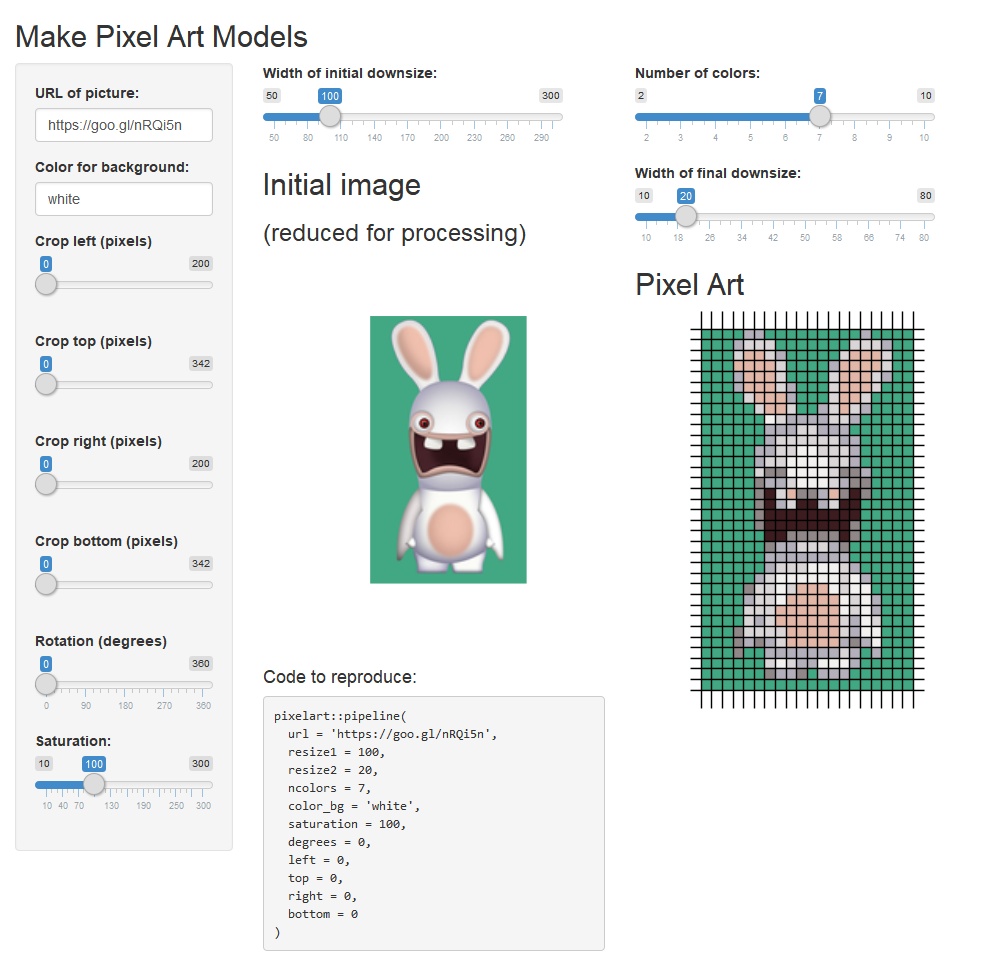 Make Pixel Art Models
URL of picture:
https://goo.gl/nRQi5n
Color for background:
white
Crop left (pixels)
0 200
Crop top (pixels)
0 342
Crop right (pixels)
0 200
Crop bottom (pixels)
0 342
Rotation (degrees)
0 360
0 90 180 270 360
Saturation:
10 100 300
10 40 70 130 190 250 300
Width of initial downsize:
50 100 300
50 80 110 140 170 200 230 260 290
Initial image
(reduced for processing)
Code to reproduce:
pixelart::pipeline(
  url = 'https://goo.gl/nRQi5n',
  resize1 = 100,
  resize2 = 20,
  ncolors = 7,
  color_bg = 'white',
  saturation = 100,
  degrees = 0,
  left = 0,
  top = 0,
  right = 0,
  bottom = 0
)
Number of colors:
2 7 10
2 3 4 5 6 7 8 9 10
Width of final downsize:
10 20 80
10 18 26 34 42 50 58 66 74 80
Pixel Art